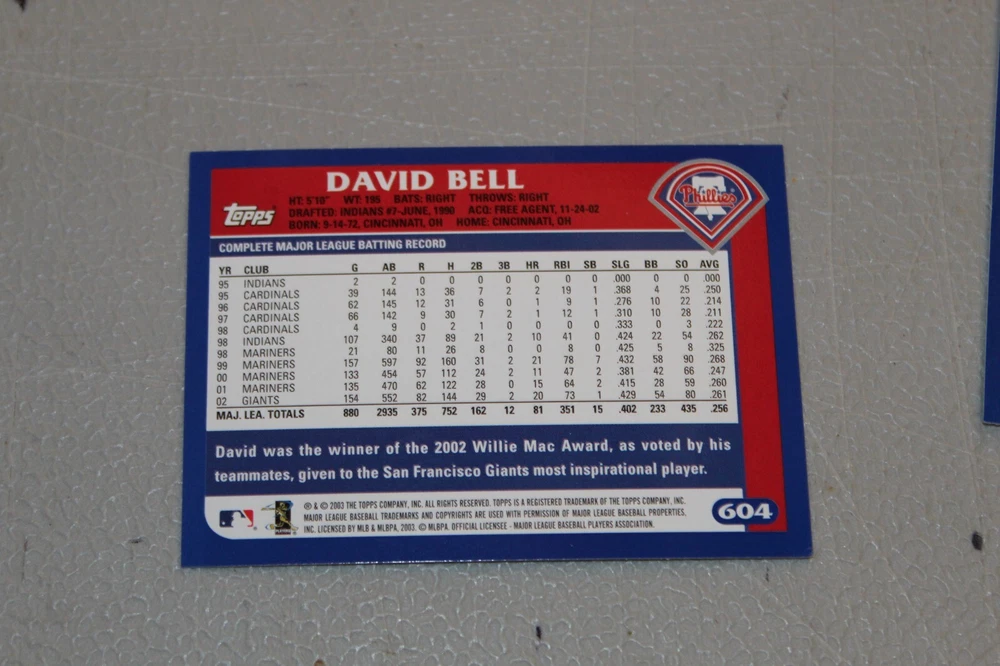 DAVID BELL
Topps
HT: 5'10" WT: 195 BATS: RIGHT THROWS: RIGHT
DRAFTED: INDIANS #7-JUNE, 1990 ACQ: FREE AGENT, 11-24-02
BORN: 9-14-72, CINCINNATI, OH HOME: CINCINNATI, OH
Phillies
COMPLETE MAJOR LEAGUE BATTING RECORD
YR CLUB G AB R H 2B 3B HR RBI SB SLG BB SO AVG
95 INDIANS 2 2 0 0 0 0 0 0 0 .000 0 0 .000
95 CARDINALS 39 144 13 36 7 2 2 19 1 .368 4 25 .250
96 CARDINALS 62 145 12 31 6 0 1 9 1 .276 10 22 .214
97 CARDINALS 66 142 9 30 7 2 1 12 1 .310 10 28 .211
98 CARDINALS 4 9 0 2 1 0 0 0 0 .333 0 3 .222
98 INDIANS 107 340 37 89 21 2 10 41 0 .424 22 54 .262
98 MARINERS 21 80 11 26 8 0 0 8 0 .425 5 8 .325
99 MARINERS 157 597 92 160 31 2 21 78 7 .432 58 90 .268
00 MARINERS 133 454 57 112 24 2 11 47 2 .381 42 66 .247
01 MARINERS 135 470 62 122 28 0 15 64 2 .415 28 59 .260
02 GIANTS 154 552 82 144 29 2 20 73 1 .429 54 80 .261
MAJ. LEA. TOTALS 880 2935 375 752 162 12 81 351 15 .402 233 435 .256
David was the winner of the 2002 Willie Mac Award, as voted by his
teammates, given to the San Francisco Giants most inspirational player.
® & © 2003 THE TOPPS COMPANY, INC. ALL RIGHTS RESERVED. TOPPS IS A REGISTERED TRADEMARK OF THE TOPPS COMPANY, INC.
MAJOR LEAGUE BASEBALL TRADEMARKS AND COPYRIGHTS ARE USED WITH PERMISSION OF MAJOR LEAGUE BASEBALL PROPERTIES,
INC. LICENSED BY MLB & MLBPA, 2003. © MLBPA. OFFICIAL LICENSEE - MAJOR LEAGUE BASEBALL PLAYERS ASSOCIATION.
604